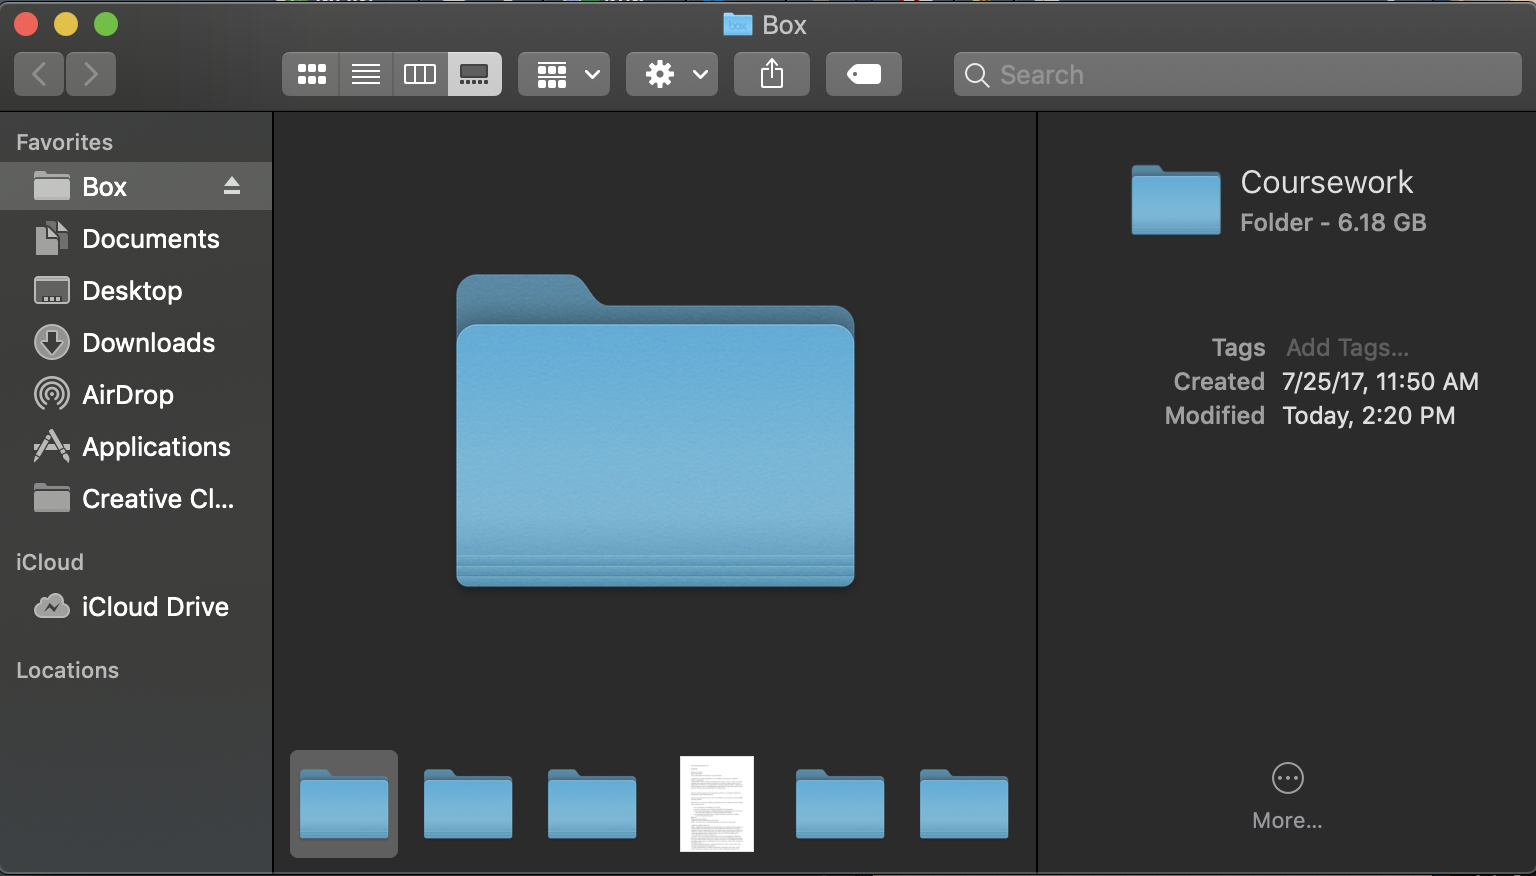 Box
Search
Favorites
Box
Documents
Desktop
Downloads
AirDrop
Applications
Creative Cl...
iCloud
iCloud Drive
Locations
Coursework
Folder - 6.18 GB
Tags Add Tags...
Created 7/25/17, 11:50 AM
Modified Today, 2:20 PM
More...